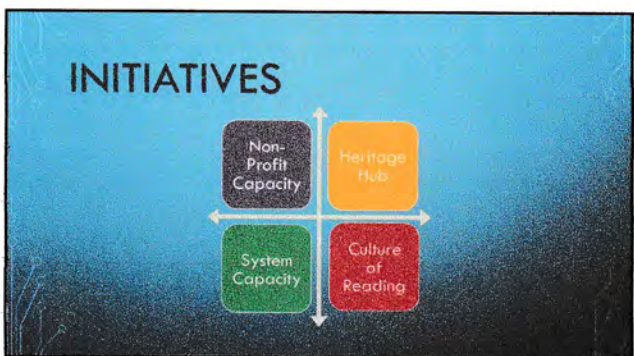 INITIATIVES
Non-
Profit
Capacity
Heritage
Hub
System
Capacity
Culture
of
Reading